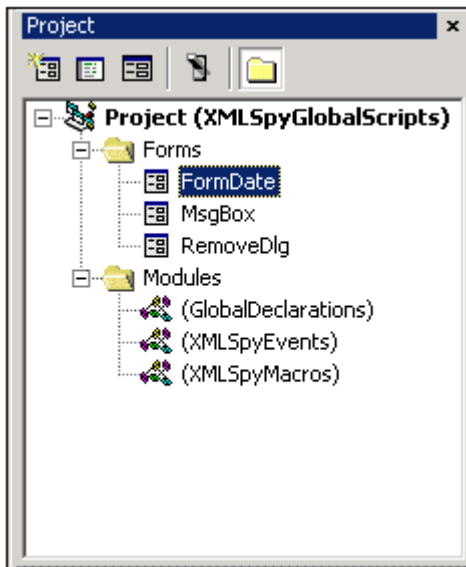 Project
Project (XMLSpyGlobalScripts)
Forms
FormDate
MsgBox
RemoveDlg
Modules
(GlobalDeclarations)
(XMLSpyEvents)
(XMLSpyMacros)